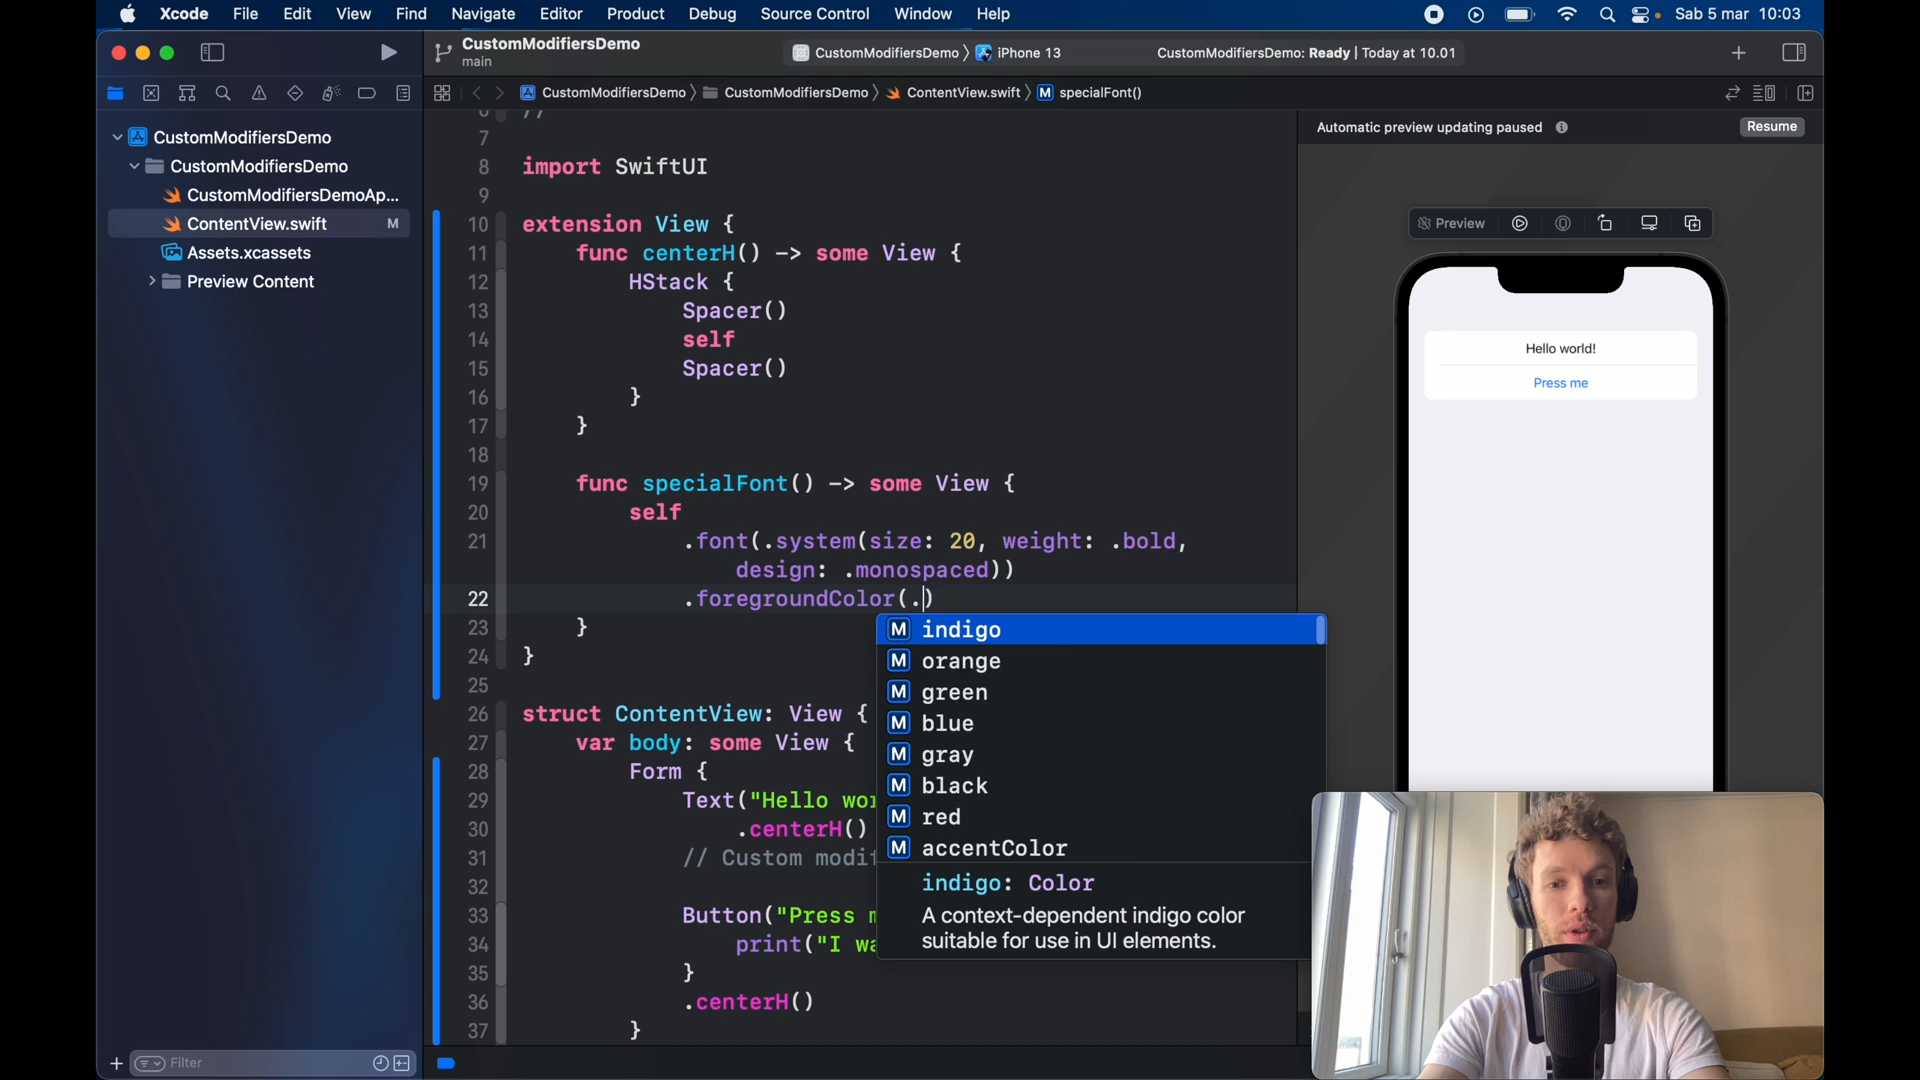 Xcode File Edit View Find Navigate Editor Product Debug Source Control Window Help Sab 5 mar 10:03
CustomModifiersDemo
main
CustomModifiersDemo 〉 iPhone 13
CustomModifiersDemo: Ready | Today at 10.01
CustomModifiersDemo 〉 CustomModifiersDemo 〉 ContentView.swift 〉 M specialFont()
CustomModifiersDemo
CustomModifiersDemo
CustomModifiersDemoAp...
ContentView.swift M
Assets.xcassets
Preview Content
Filter
6 //
7
8 import SwiftUI
9
10 extension View {
11 func centerH() -> some View {
12 HStack {
13 Spacer()
14 self
15 Spacer()
16 }
17 }
18
19 func specialFont() -> some View {
20 self
21 .font(.system(size: 20, weight: .bold,
design: .monospaced))
22 .foregroundColor(.)
23 }
24 }
25
26 struct ContentView: View {
27 var body: some View {
28 Form {
29 Text("Hello wor
30 .centerH()
31 // Custom modif
32
33 Button("Press m
34 print("I wa
35 }
36 .centerH()
37 }
M indigo
M orange
M green
M blue
M gray
M black
M red
M accentColor
indigo: Color
A context-dependent indigo color
suitable for use in UI elements.
Automatic preview updating paused
Resume
Preview
Hello world!
Press me